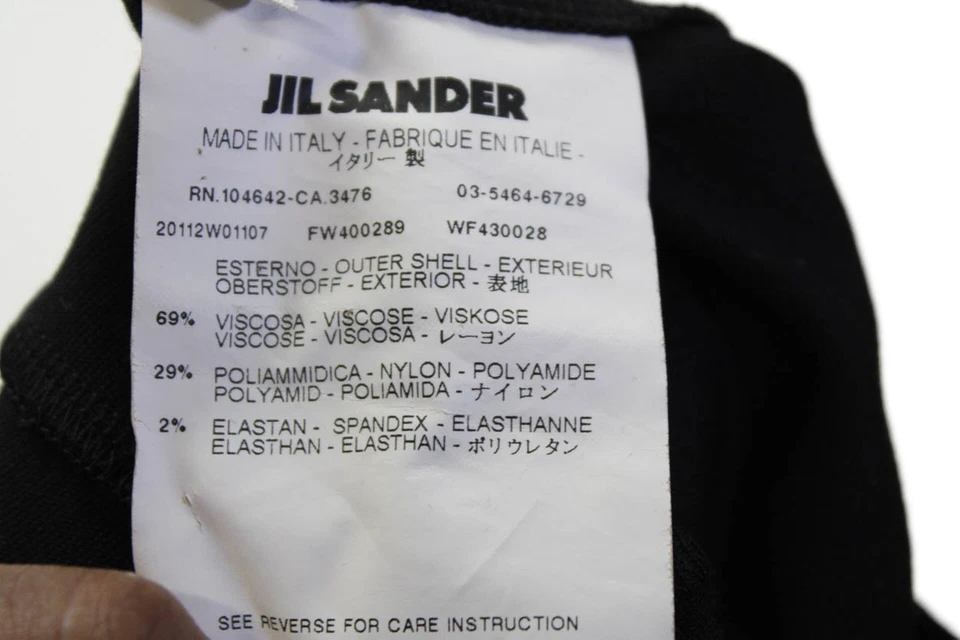 JIL SANDER
MADE IN ITALY - FABRIQUE EN ITALIE -
イタリー 製
RN.104642-CA.3476 03-5464-6729
20112W01107 FW400289 WF430028
ESTERNO - OUTER SHELL - EXTERIEUR
OBERSTOFF - EXTERIOR - 表地
69% VISCOSA - VISCOSE - VISKOSE
VISCOSE - VISCOSA - レーヨン
29% POLIAMMIDICA - NYLON - POLYAMIDE
POLYAMID - POLIAMIDA - ナイロン
2% ELASTAN - SPANDEX - ELASTHANNE
ELASTHAN - ELASTHAN - ポリウレタン
SEE REVERSE FOR CARE INSTRUCTION